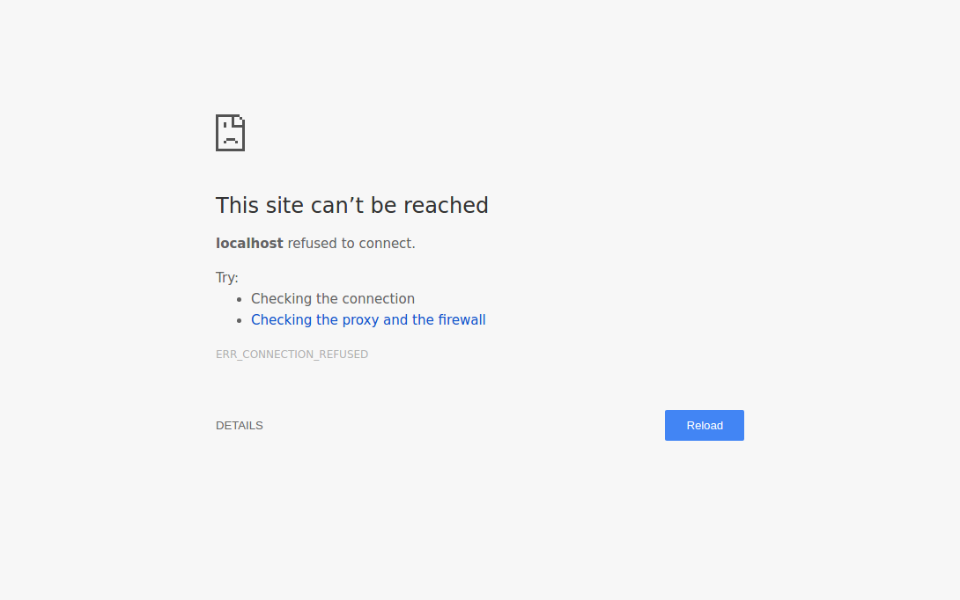 This site can’t be reached
localhost refused to connect.
Try:
Checking the connection
Checking the proxy and the firewall
ERR_CONNECTION_REFUSED
DETAILS
Reload